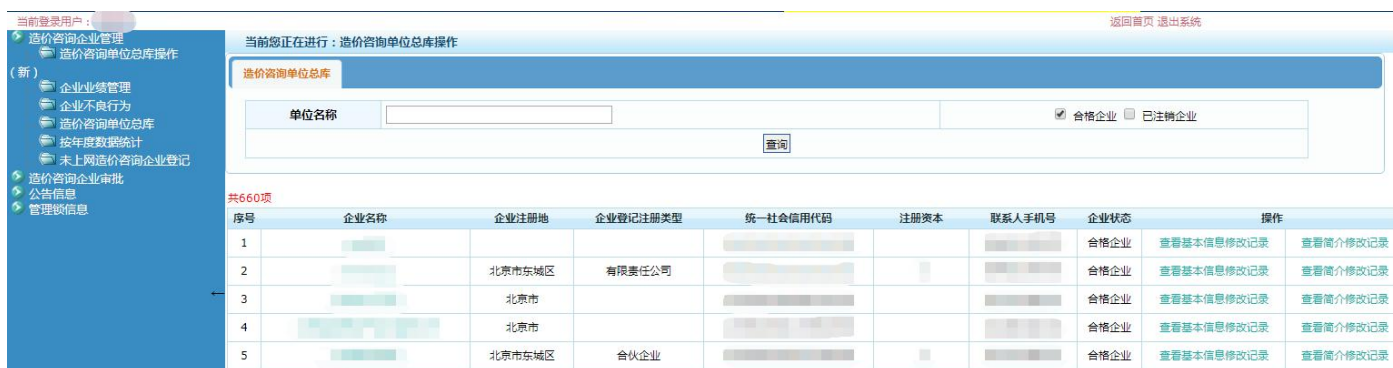 当前登录用户：
返回首页 退出系统
造价咨询企业管理
造价咨询单位总库操作
（新）
企业业绩管理
企业不良行为
造价咨询单位总库
按年度数据统计
未上网造价咨询企业登记
造价咨询企业审批
公告信息
管理锁信息
当前您正在进行：造价咨询单位总库操作
造价咨询单位总库
单位名称
合格企业 已注销企业
查询
共660项
序号 企业名称 企业注册地 企业登记注册类型 统一社会信用代码 注册资本 联系人手机号 企业状态 操作
1 合格企业 查看基本信息修改记录 查看简介修改记录
2 北京市东城区 有限责任公司 合格企业 查看基本信息修改记录 查看简介修改记录
3 北京市 合格企业 查看基本信息修改记录 查看简介修改记录
4 北京市 合格企业 查看基本信息修改记录 查看简介修改记录
5 北京市东城区 合伙企业 合格企业 查看基本信息修改记录 查看简介修改记录